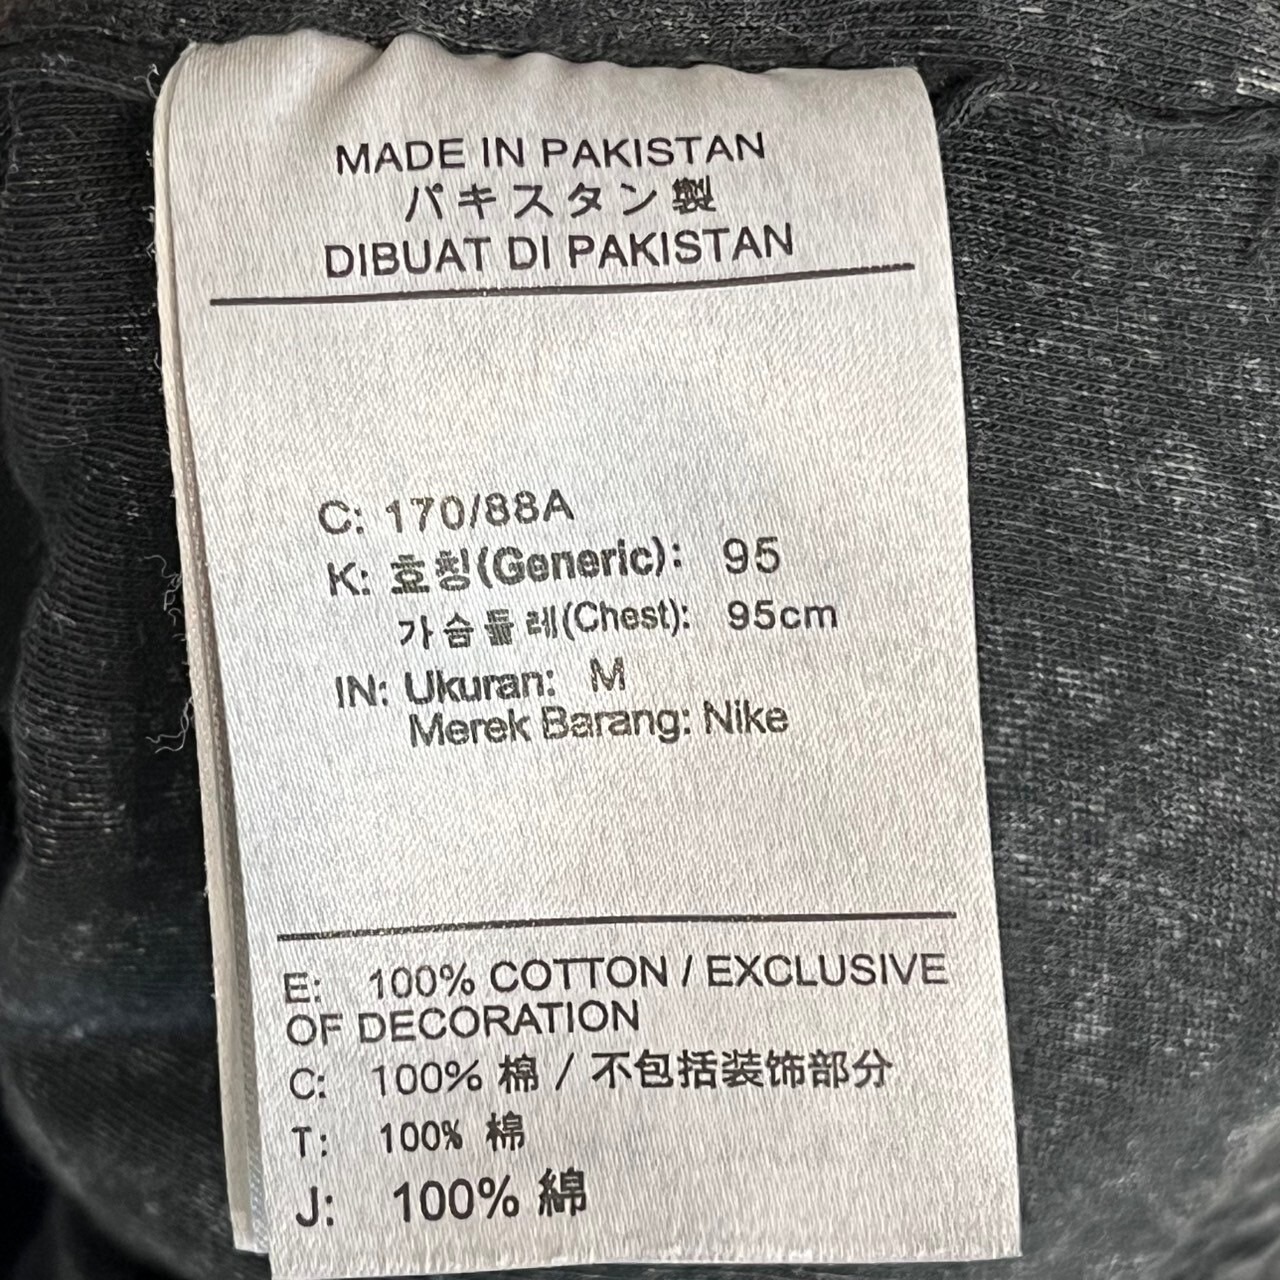 MADE IN PAKISTAN
パキスタン製
DIBUAT DI PAKISTAN
C: 170/88A
K: 호칭(Generic): 95
가슴둘레(Chest): 95cm
IN: Ukuran: M
Merek Barang: Nike
E: 100% COTTON / EXCLUSIVE
OF DECORATION
C: 100% 棉 / 不包括装饰部分
T: 100% 棉
J: 100% 綿